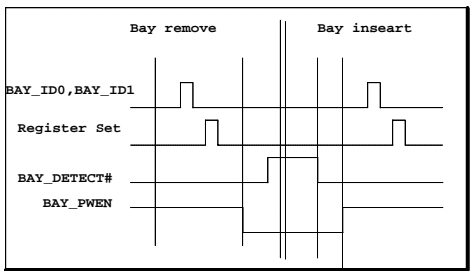 Bay remove
Bay inseart
BAY_ID0,BAY_ID1
Register Set
BAY_DETECT#
BAY_PWEN